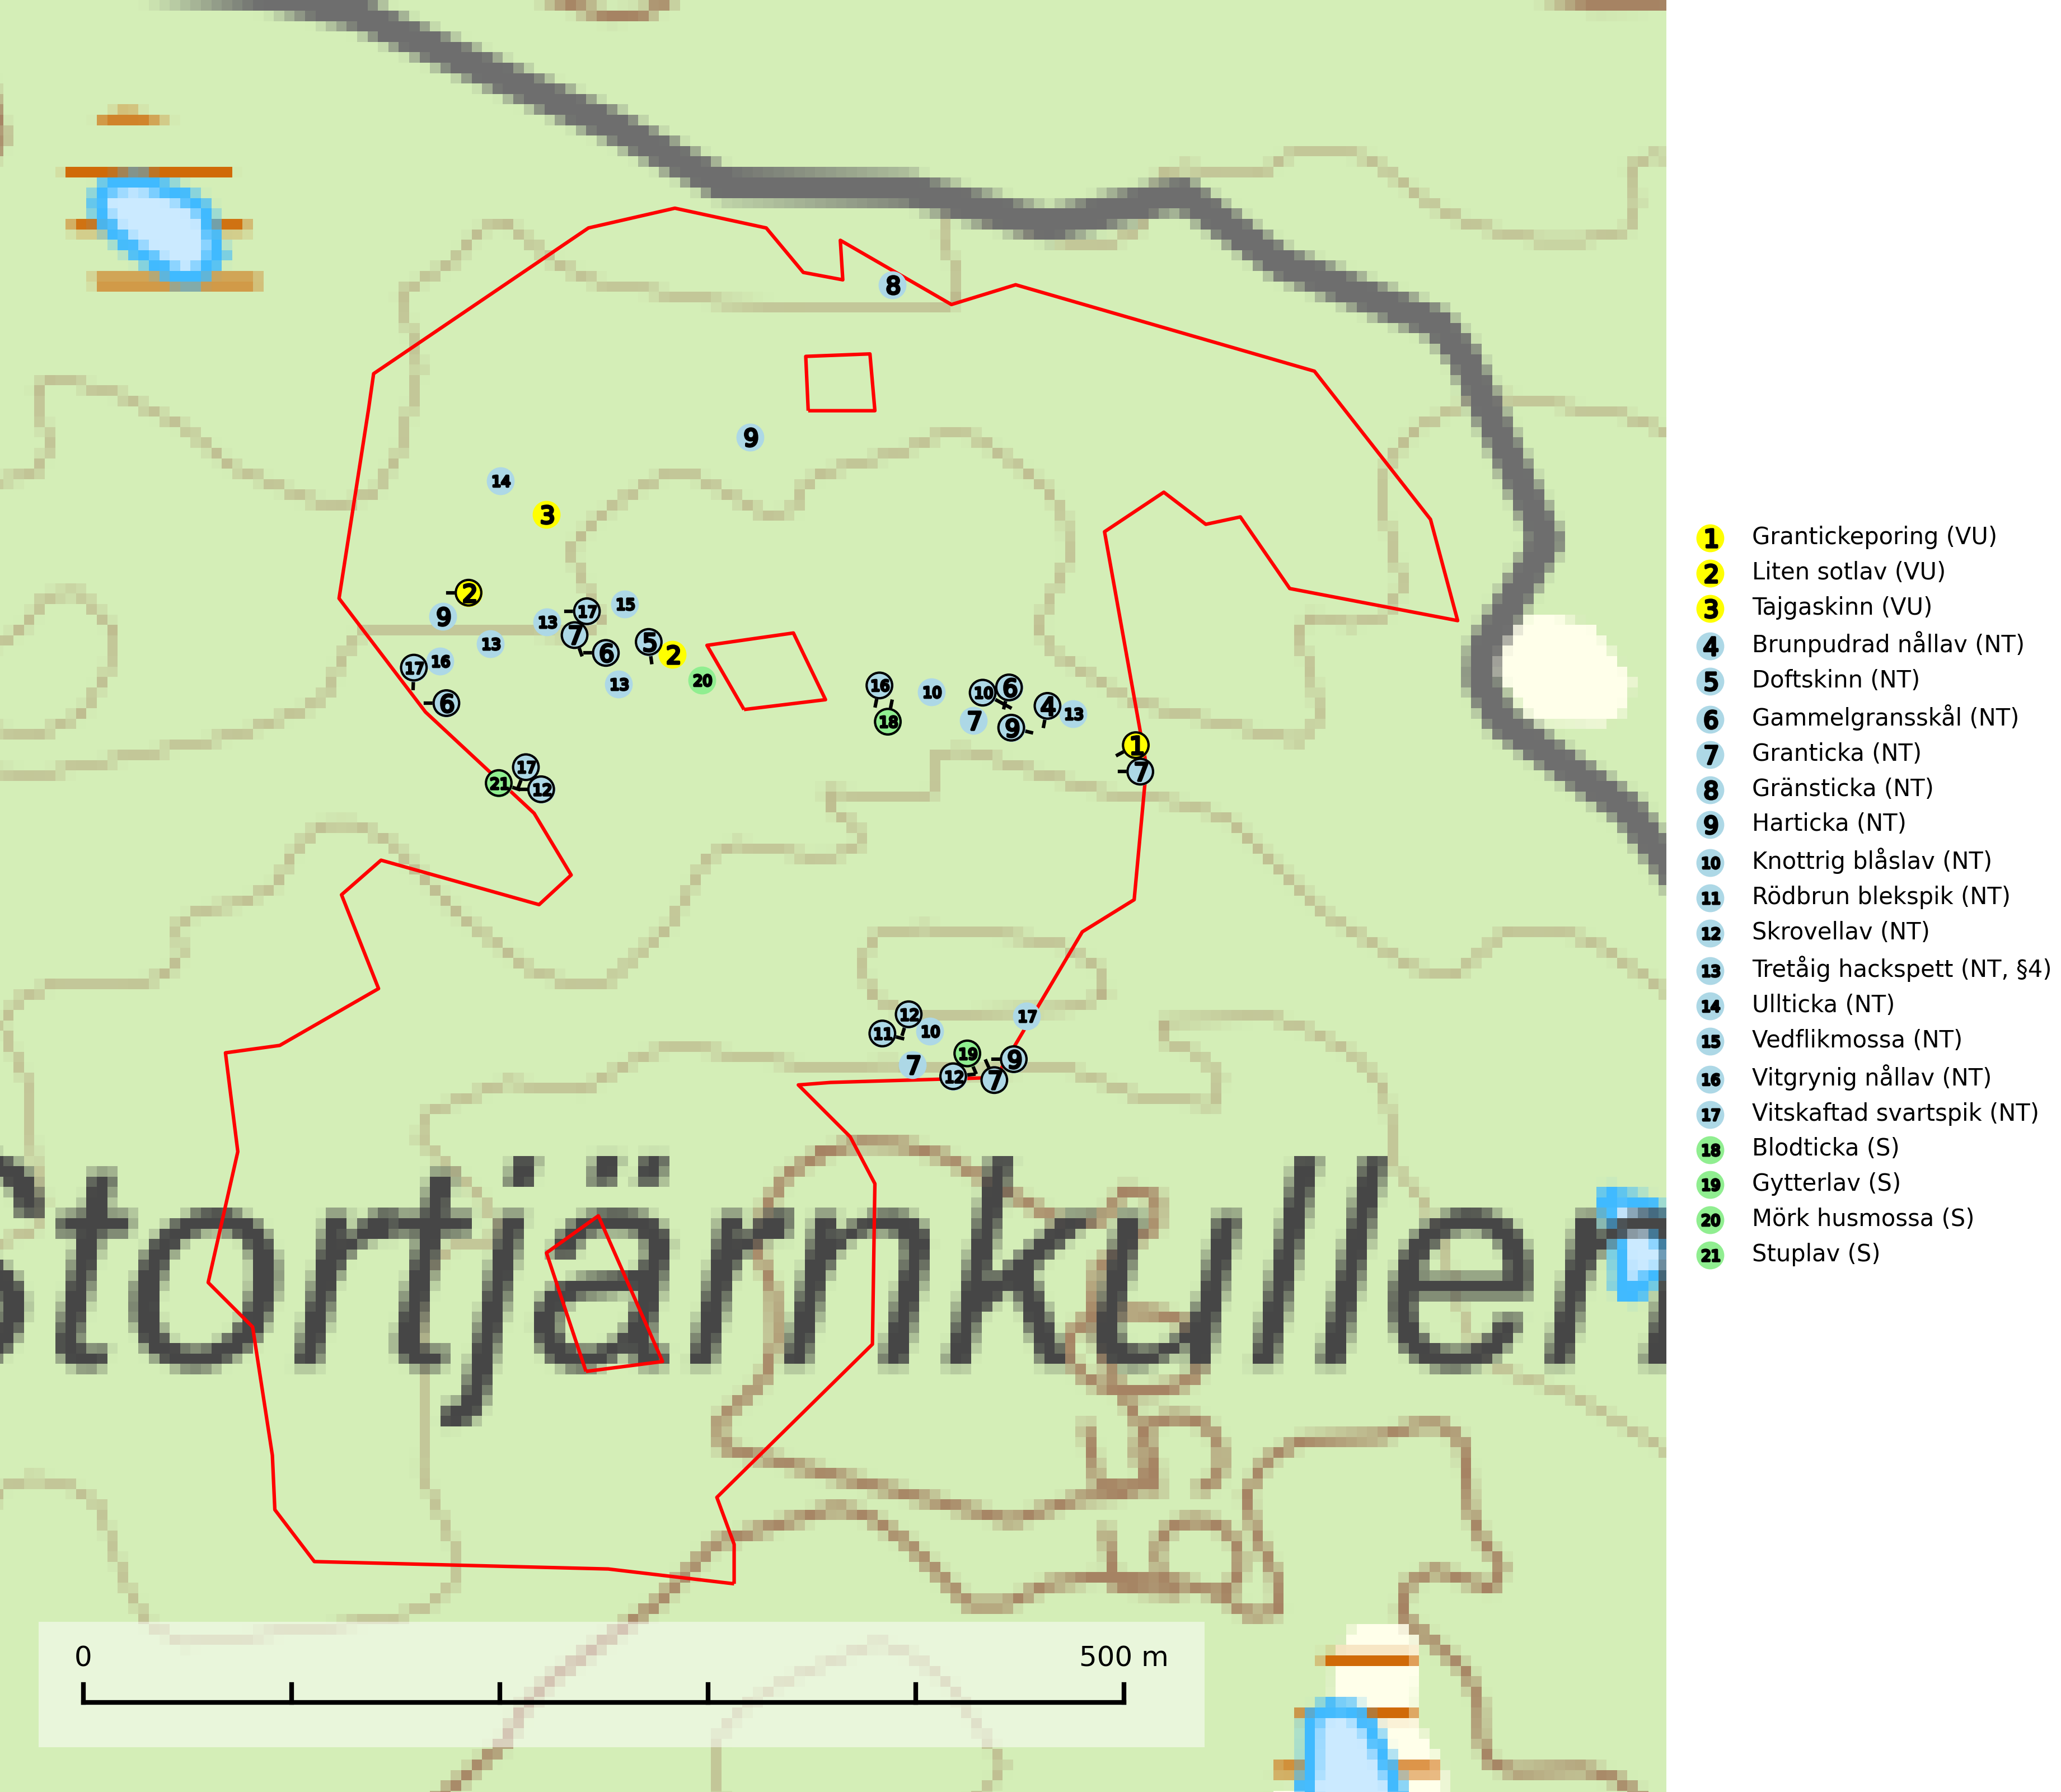 8
9
14
3
2
9
13
17
15
13
7
6
5
2
17
16
13
20
6
16
10
10
6
4
13
18
7
9
1
7
17
21
12
12
17
11
10
19
9
7
12
7
Stortjärnkullen
0 500 m
1 Grantickeporing (VU)
2 Liten sotlav (VU)
3 Tajgaskinn (VU)
4 Brunpudrad nållav (NT)
5 Doftskinn (NT)
6 Gammelgransskål (NT)
7 Granticka (NT)
8 Gränsticka (NT)
9 Harticka (NT)
10 Knottrig blåslav (NT)
11 Rödbrun blekspik (NT)
12 Skrovellav (NT)
13 Tretåig hackspett (NT, §4)
14 Ullticka (NT)
15 Vedflikmossa (NT)
16 Vitgrynig nållav (NT)
17 Vitskaftad svartspik (NT)
18 Blodticka (S)
19 Gytterlav (S)
20 Mörk husmossa (S)
21 Stuplav (S)